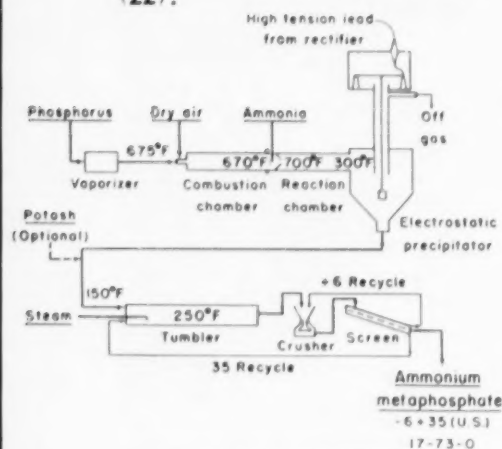 (22).
High tension lead
from rectifier
Phosphorus
Dry air
Ammonia
Off
gas
675°F
670°F
700°F
300°F
Vaporizer
Combustion
chamber
Reaction
chamber
Electrostatic
precipitator
Potash
(Optional)
150°F
+6 Recycle
Steam
250°F
Tumbler
Crusher
Screen
35 Recycle
Ammonium
metaphosphate
-6+35 (U.S.)
17-73-0